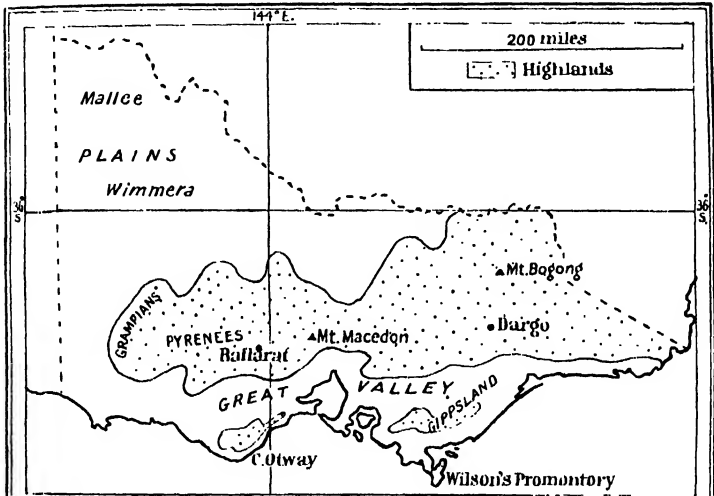 144° E.
200 miles
Highlands
Mallee
PLAINS
Wimmera
36°
S.
36°
S.
Mt. Bogong
GRAMPIANS
PYRENEES
Mt. Macedon
Dargo
Ballarat
GREAT VALLEY
GIPPSLAND
C. Otway
Wilson's Promontory